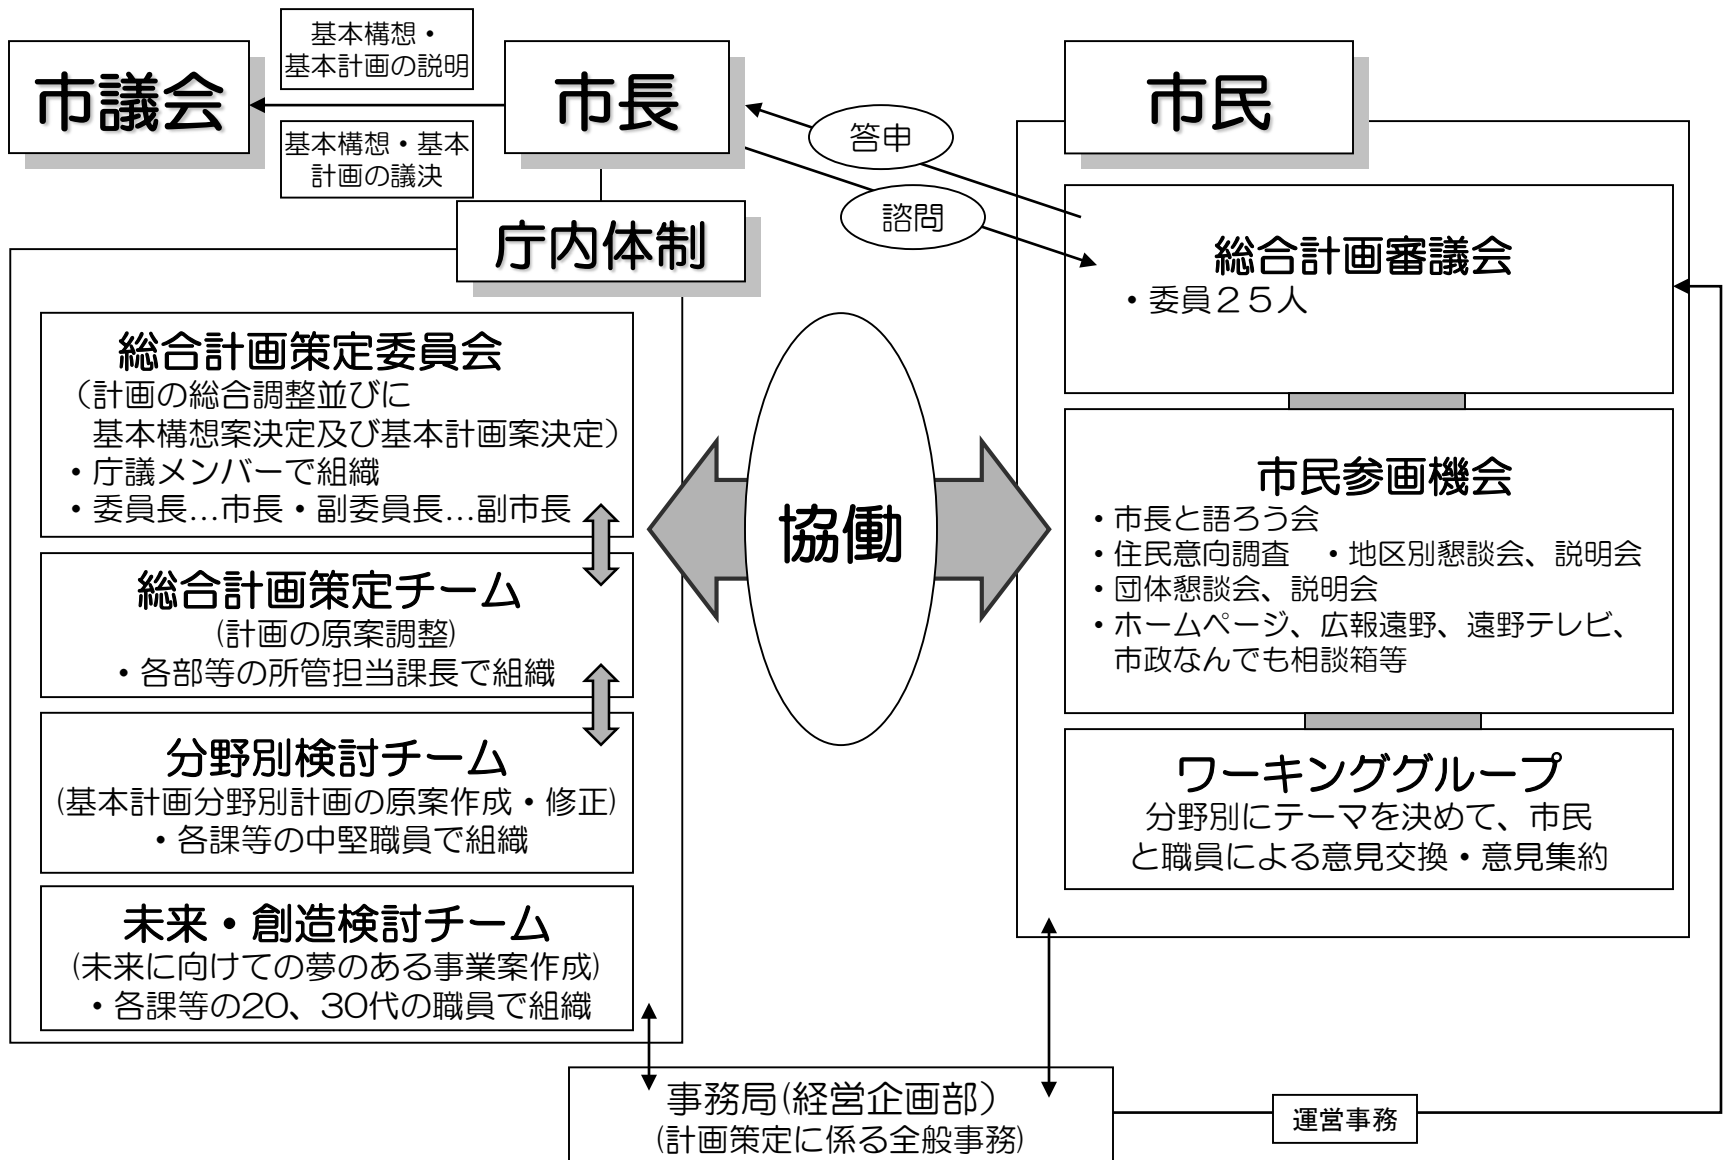 市議会
基本構想・
基本計画の説明
基本構想・基本
計画の議決
市長
市民
答申
諮問
庁内体制
総合計画策定委員会
（計画の総合調整並びに
基本構想案決定及び基本計画案決定）
・庁議メンバーで組織
・委員長…市長・副委員長…副市長
総合計画策定チーム
(計画の原案調整)
・各部等の所管担当課長で組織
分野別検討チーム
(基本計画分野別計画の原案作成・修正)
・各課等の中堅職員で組織
未来・創造検討チーム
(未来に向けての夢のある事業案作成)
・各課等の20、30代の職員で組織
協働
総合計画審議会
・委員２５人
市民参画機会
・市長と語ろう会
・住民意向調査　・地区別懇談会、説明会
・団体懇談会、説明会
・ホームページ、広報遠野、遠野テレビ、
市政なんでも相談箱等
ワーキンググループ
分野別にテーマを決めて、市民
と職員による意見交換・意見集約
事務局(経営企画部）
(計画策定に係る全般事務)
運営事務